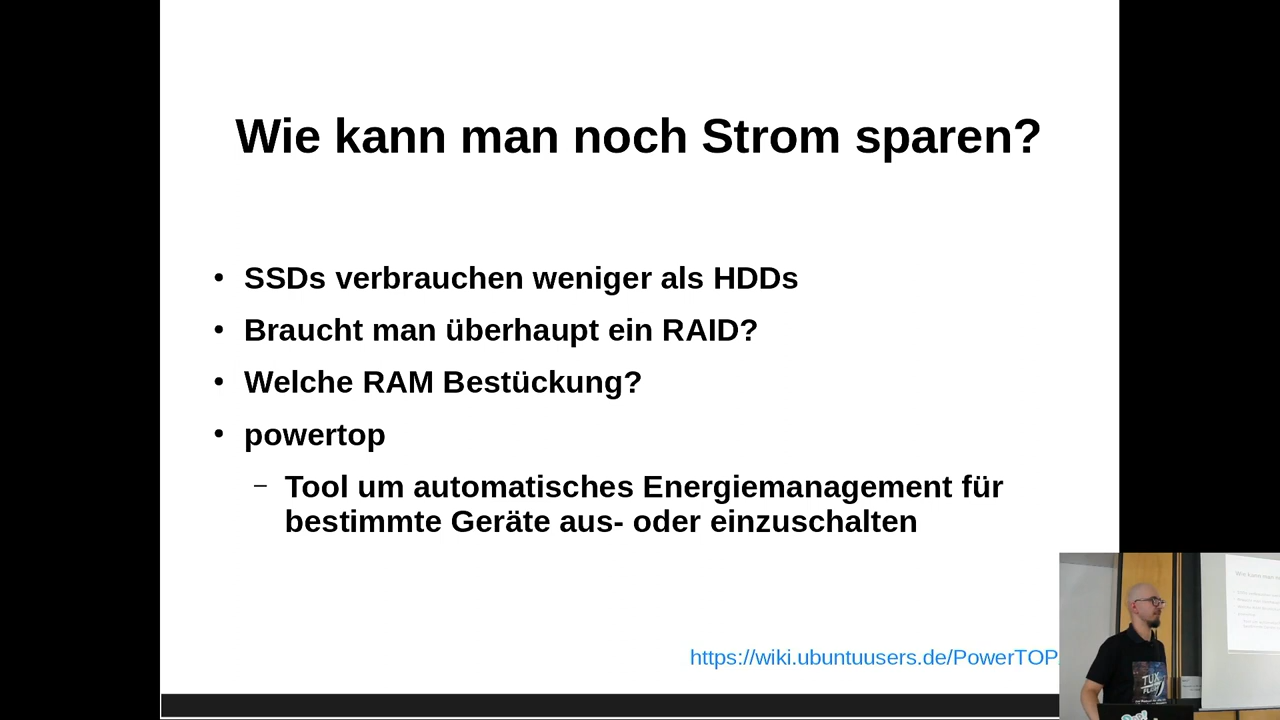 Wie kann man noch Strom sparen?
• SSDs verbrauchen weniger als HDDs
• Braucht man überhaupt ein RAID?
• Welche RAM Bestückung?
• powertop
– Tool um automatisches Energiemanagement für
bestimmte Geräte aus- oder einzuschalten
https://wiki.ubuntuusers.de/PowerTOP
TUX